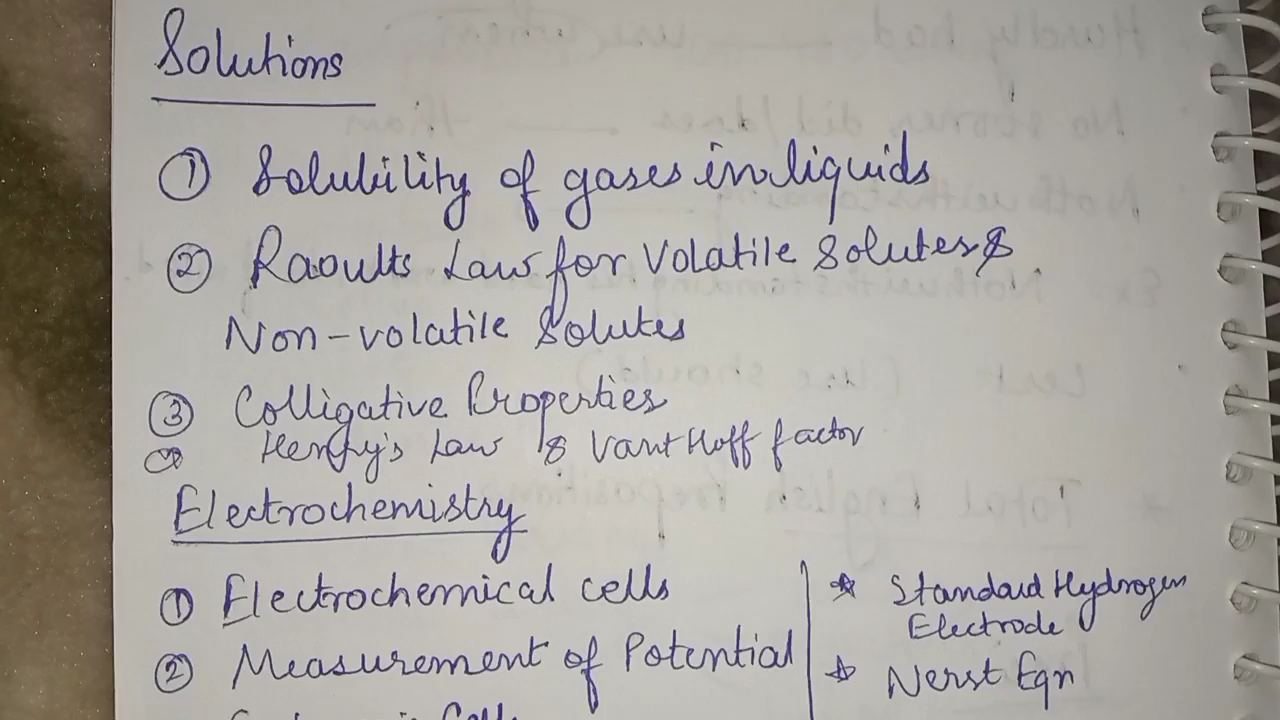 Solutions
① Solubility of gases in liquids
② Raoults Law for Volatile Solutes &
Non-volatile Solutes
③ Colligative Properties
Henry's Law & Vant Hoff factor
Electrochemistry
① Electrochemical cells
② Measurement of Potential
★ Standard Hydrogen
Electrode
★ Nerst Eqn